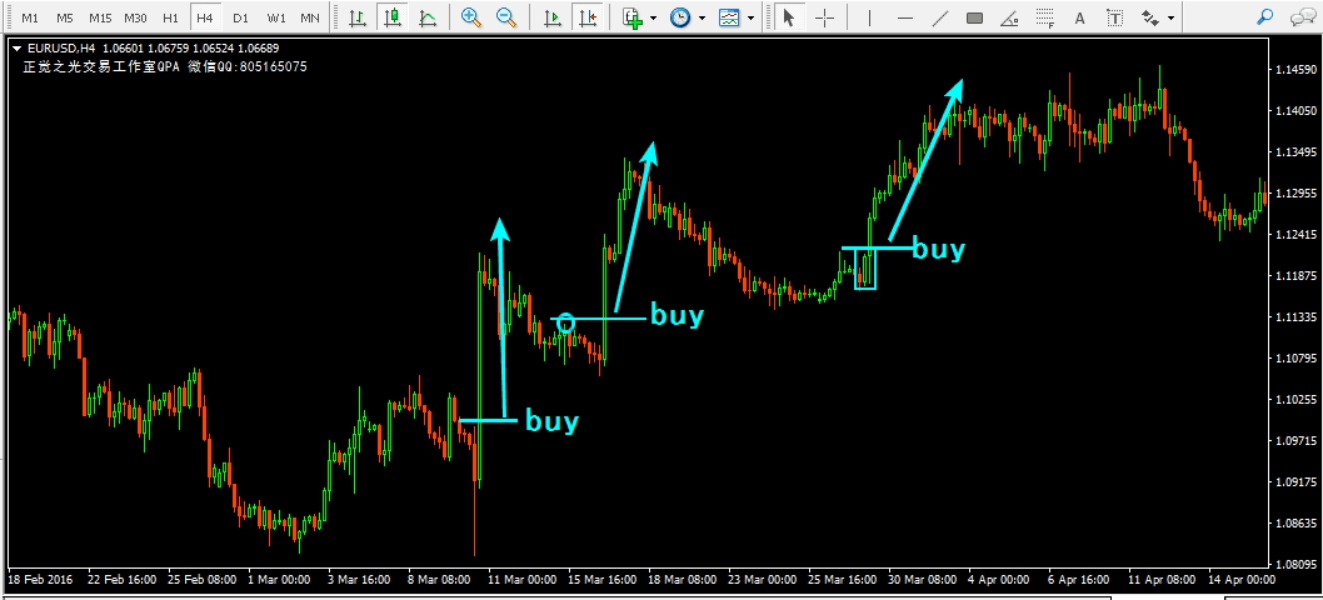 M1 M5 M15 M30 H1 H4 D1 W1 MN
EURUSD,H4 1.06601 1.06759 1.06524 1.06689
正觉之光交易工作室QPA 微信QQ:805165075
1.14590
1.14050
1.13495
1.12955
1.12415
1.11875
1.11335
1.10795
1.10255
1.09715
1.09175
1.08635
1.08095
buy
buy
buy
18 Feb 2016 22 Feb 16:00 25 Feb 08:00 1 Mar 00:00 3 Mar 16:00 8 Mar 08:00 11 Mar 00:00 15 Mar 16:00 18 Mar 08:00 23 Mar 00:00 25 Mar 16:00 30 Mar 08:00 4 Apr 00:00 6 Apr 16:00 11 Apr 08:00 14 Apr 00:00